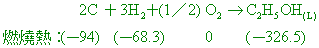 2C + 3H₂ + (1/2) O₂ → C₂H₅OH₍L₎
燃燒熱:(−94) (−68.3) 0 (−326.5)